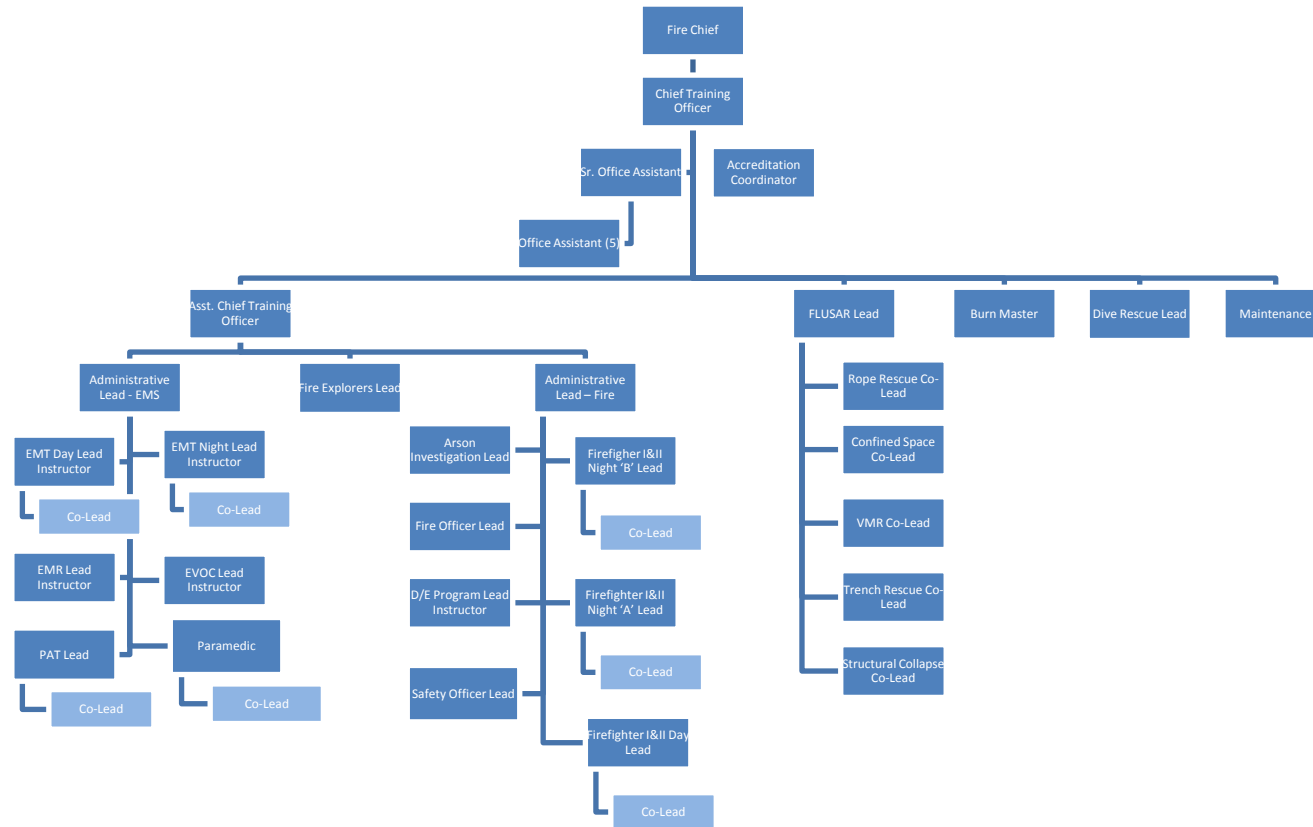 Fire Chief
Chief Training
Officer
Sr. Office Assistant
Accreditation
Coordinator
Office Assistant (5)
Asst. Chief Training
Officer
FLUSAR Lead
Burn Master
Dive Rescue Lead
Maintenance
Administrative
Lead - EMS
Fire Explorers Lead
Administrative
Lead – Fire
EMT Day Lead
Instructor
Co-Lead
EMT Night Lead
Instructor
Co-Lead
EMR Lead
Instructor
EVOC Lead
Instructor
PAT Lead
Co-Lead
Paramedic
Co-Lead
Arson
Investigation Lead
Firefigher I&II
Night ‘B’ Lead
Co-Lead
Fire Officer Lead
D/E Program Lead
Instructor
Firefighter I&II
Night ‘A’ Lead
Co-Lead
Safety Officer Lead
Firefighter I&II Day
Lead
Co-Lead
Rope Rescue Co-
Lead
Confined Space
Co-Lead
VMR Co-Lead
Trench Rescue Co-
Lead
Structural Collapse
Co-Lead